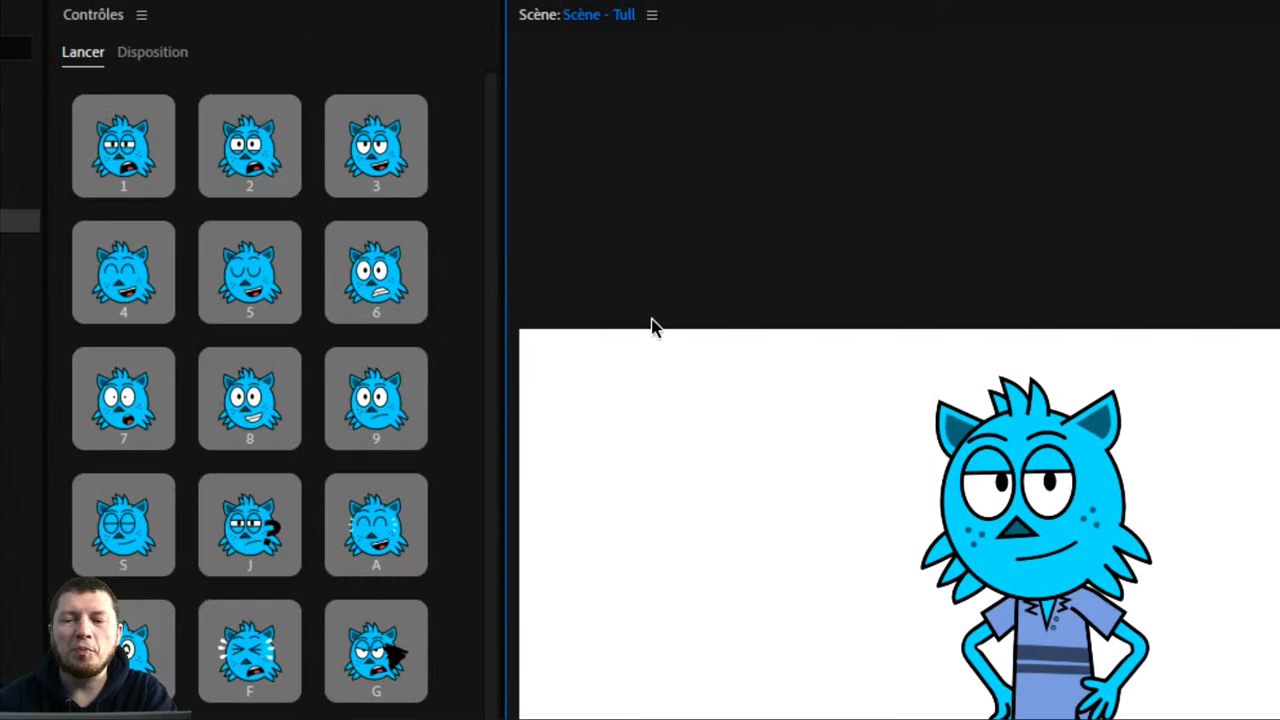 Contrôles
Scène: Scène - Tull
Lancer Disposition
1 2 3
4 5 6
7 8 9
S J A
F G